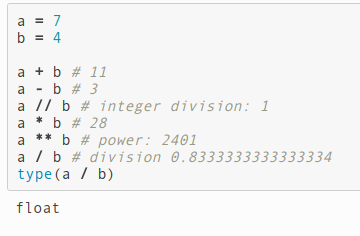 a = 7
b = 4
a + b # 11
a - b # 3
a // b # integer division: 1
a * b # 28
a ** b # power: 2401
a / b # division 0.8333333333333334
type(a / b)
float